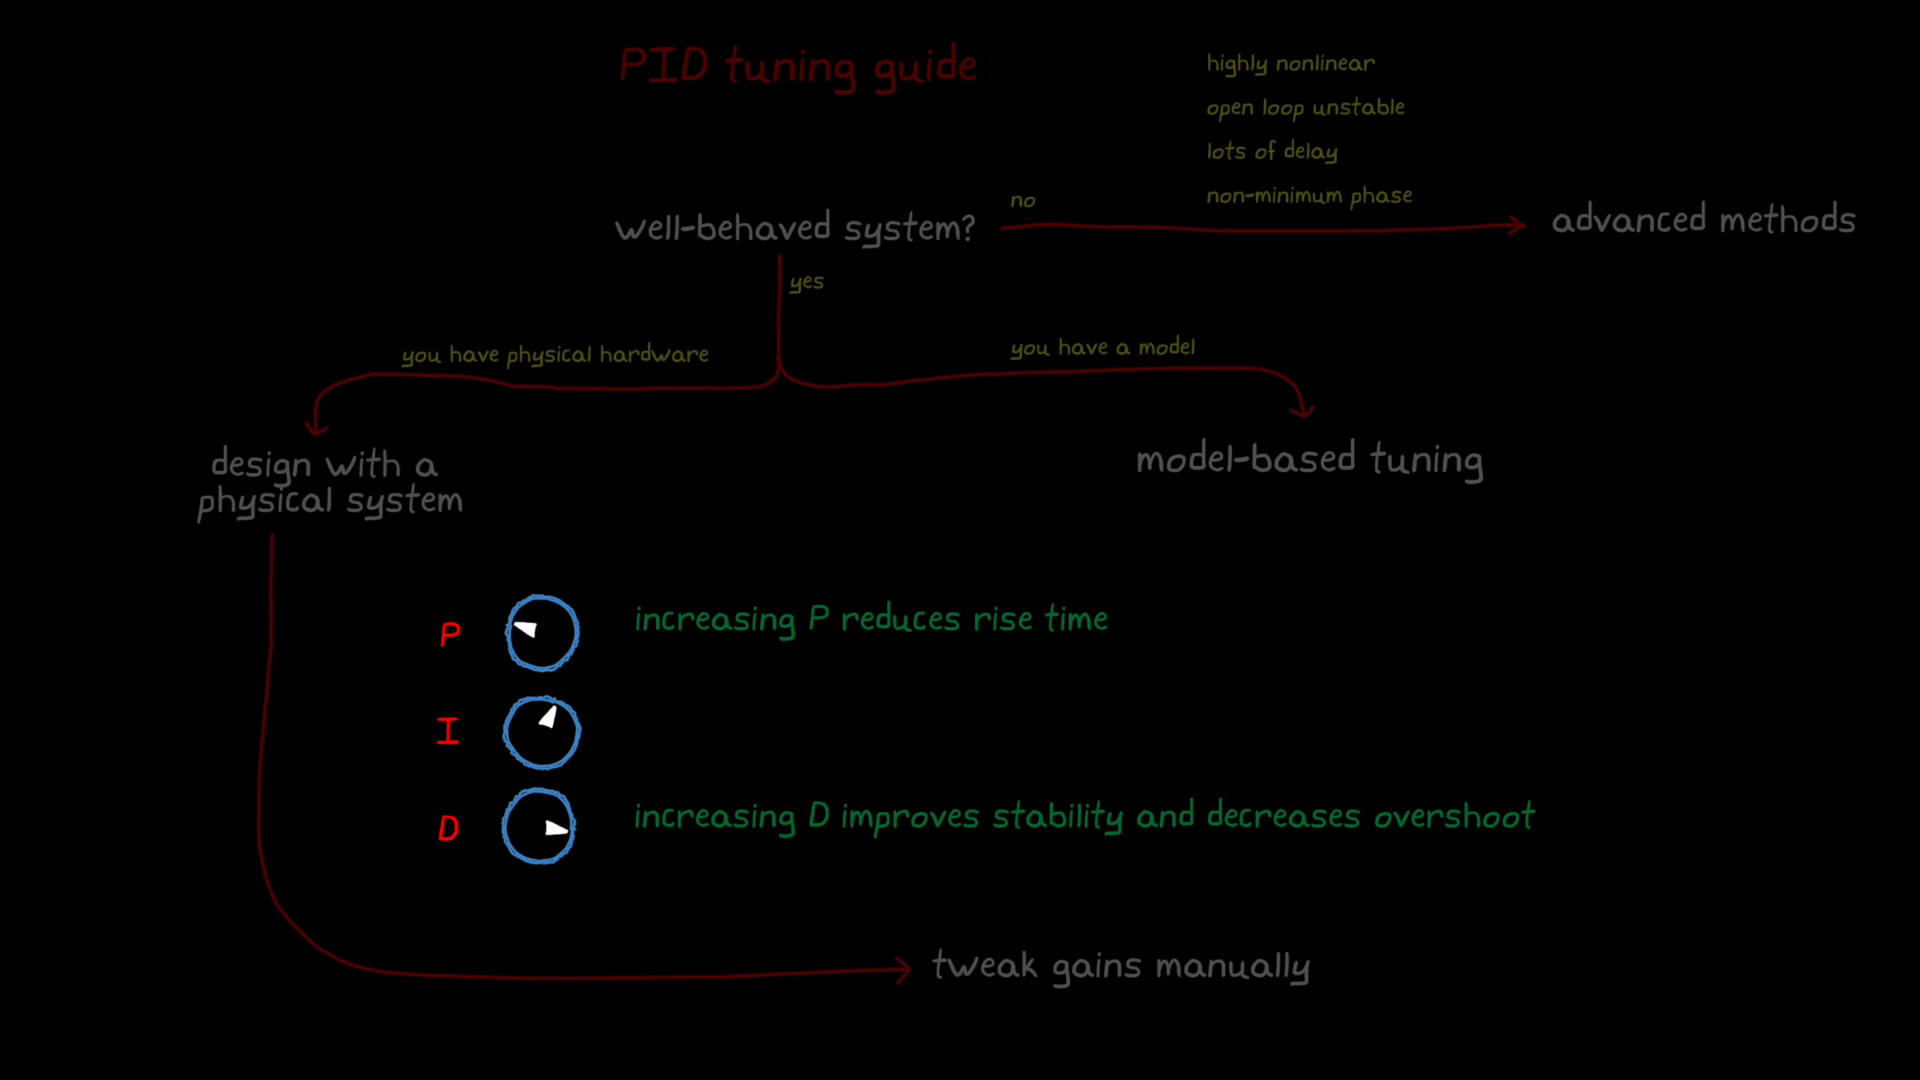 PID tuning guide
highly nonlinear
open loop unstable
lots of delay
non-minimum phase
no
well-behaved system?
advanced methods
yes
you have physical hardware
you have a model
design with a
physical system
model-based tuning
P
increasing P reduces rise time
I
D
increasing D improves stability and decreases overshoot
tweak gains manually